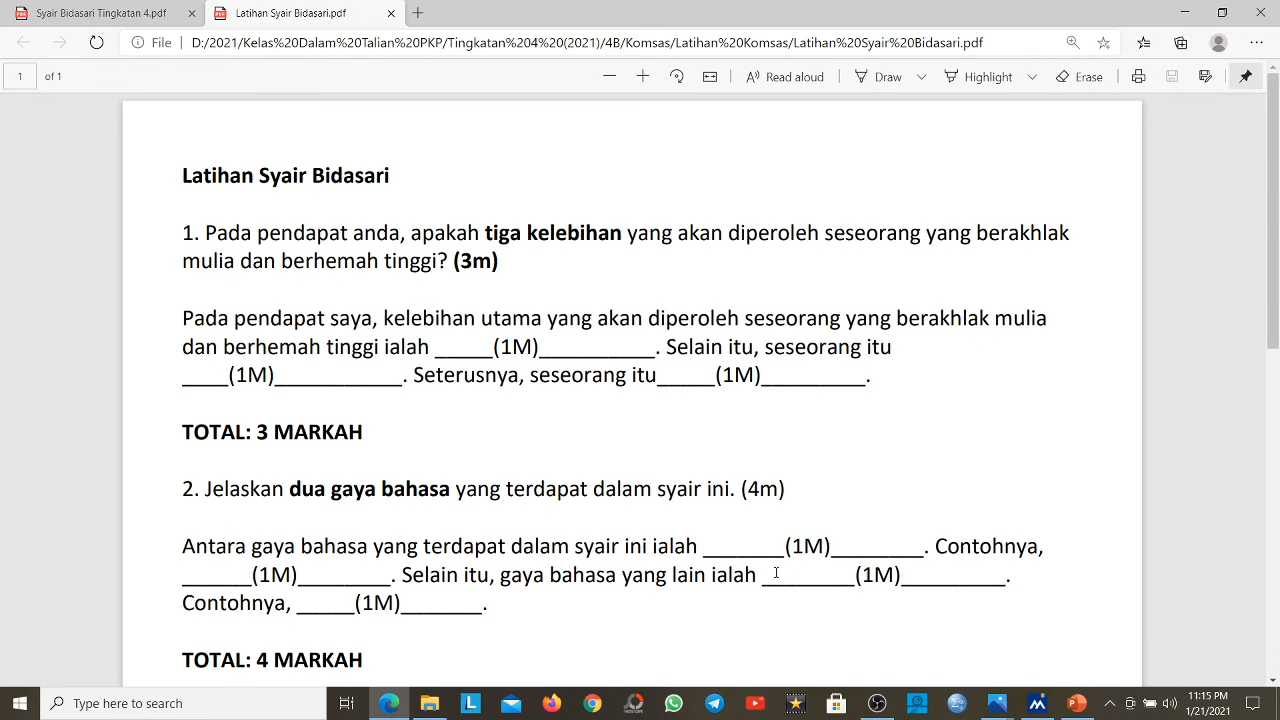 Syair Bidasari Tingkatan 4.pdf
Latihan Syair Bidasari.pdf
File
D:/2021/Kelas%20Dalam%20Talian%20PKP/Tingkatan%204%20(2021)/4B/Komsas/Latihan%20Komsas/Latihan%20Syair%20Bidasari.pdf
1 of 1
Read aloud
Draw
Highlight
Erase
Latihan Syair Bidasari
1. Pada pendapat anda, apakah tiga kelebihan yang akan diperoleh seseorang yang berakhlak
mulia dan berhemah tinggi? (3m)
Pada pendapat saya, kelebihan utama yang akan diperoleh seseorang yang berakhlak mulia
dan berhemah tinggi ialah _____(1M)__________. Selain itu, seseorang itu
____(1M)___________. Seterusnya, seseorang itu_____(1M)_________.
TOTAL: 3 MARKAH
2. Jelaskan dua gaya bahasa yang terdapat dalam syair ini. (4m)
Antara gaya bahasa yang terdapat dalam syair ini ialah _______(1M)________. Contohnya,
______(1M)________. Selain itu, gaya bahasa yang lain ialah ________(1M)_________.
Contohnya, _____(1M)_______.
TOTAL: 4 MARKAH
Type here to search
11:15 PM
1/21/2021